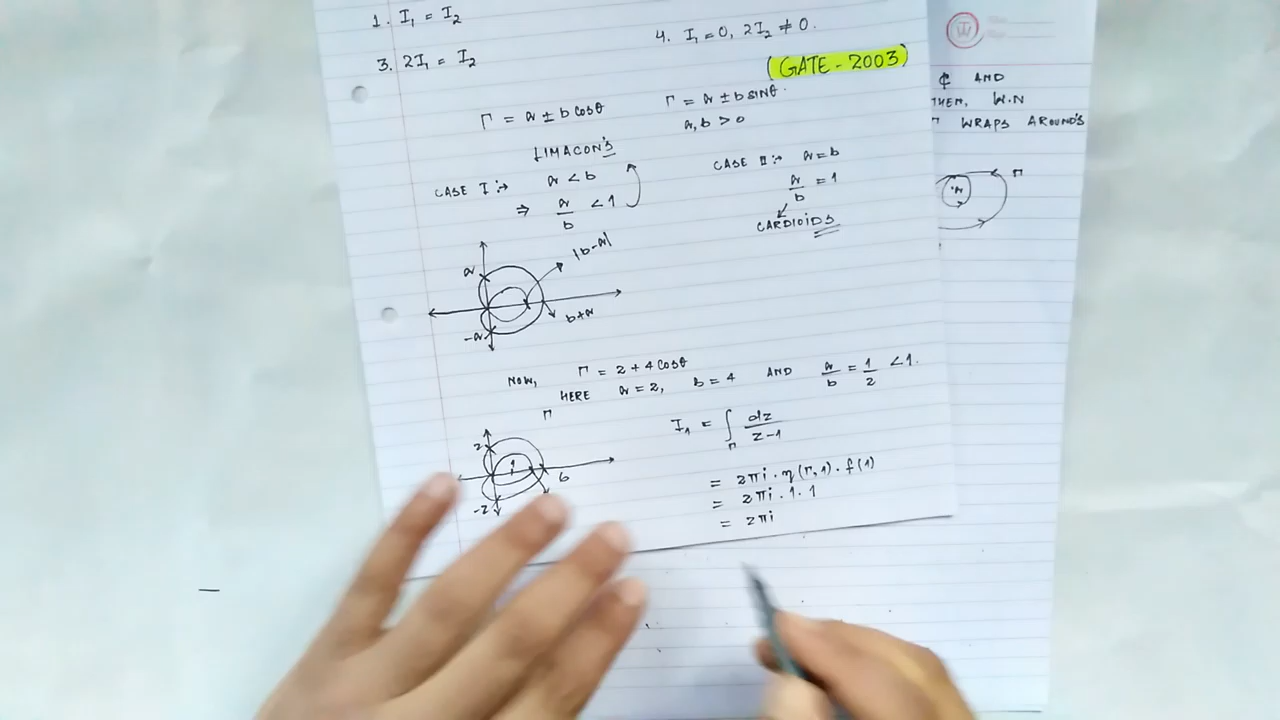 1. I₁ = I₂
3. 2I₁ = I₂
4. I₁ = 0, 2I₂ ≠ 0.
(GATE - 2003)
Γ = a ± b cosθ
Γ = a ± b sinθ.
a, b > 0
LIMACON'S
CASE I :→ a < b
⇒ a/b < 1
CASE II :→ a = b
a/b = 1
CARDIOIDS
a
|b-a|
b+a
-a
NOW, Γ = 2 + 4 cosθ
HERE a = 2, b = 4 AND a/b = 1/2 < 1.
Γ
2
1
6
-2
I₁ = ∫Γ dz/z-1
= 2πi · η(Γ,1) · f(1)
= 2πi · 1 · 1
= 2πi
¢ AND
THEM, W.N
Γ WRAPS AROUND'S
·a
Γ